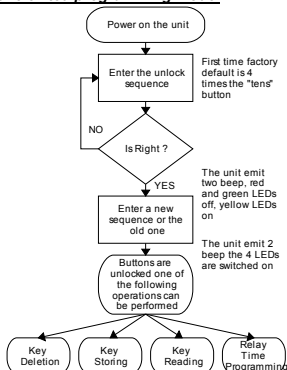 Power on the unit
Enter the unlock
sequence
First time factory
default is 4
times the "tens"
button
NO
Is Right ?
YES
The unit emit
two beep, red
and green LEDs
off, yellow LEDs
on
Enter a new
sequence or the
old one
The unit emit 2
beep the 4 LEDs
are switched on
Buttons are
unlocked one of
the following
operations can
be performed
Key
Deletion
Key
Storing
Key
Reading
Relay
Time
Programming